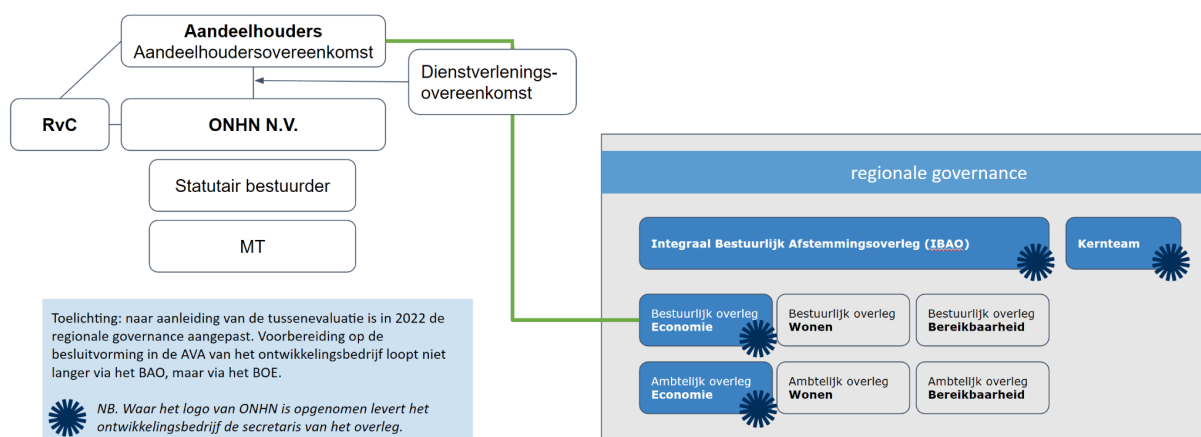 Aandeelhouders
Aandeelhoudersovereenkomst
Dienstverlenings-
overeenkomst
RvC
ONHN N.V.
Statutair bestuurder
MT
Toelichting: naar aanleiding van de tussenevaluatie is in 2022 de
regionale governance aangepast. Voorbereiding op de
besluitvorming in de AVA van het ontwikkelingsbedrijf loopt niet
langer via het BAO, maar via het BOE.
NB. Waar het logo van ONHN is opgenomen levert het
ontwikkelingsbedrijf de secretaris van het overleg.
regionale governance
Integraal Bestuurlijk Afstemmingsoverleg (IBAO)
Kernteam
Bestuurlijk overleg
Economie
Bestuurlijk overleg
Wonen
Bestuurlijk overleg
Bereikbaarheid
Ambtelijk overleg
Economie
Ambtelijk overleg
Wonen
Ambtelijk overleg
Bereikbaarheid